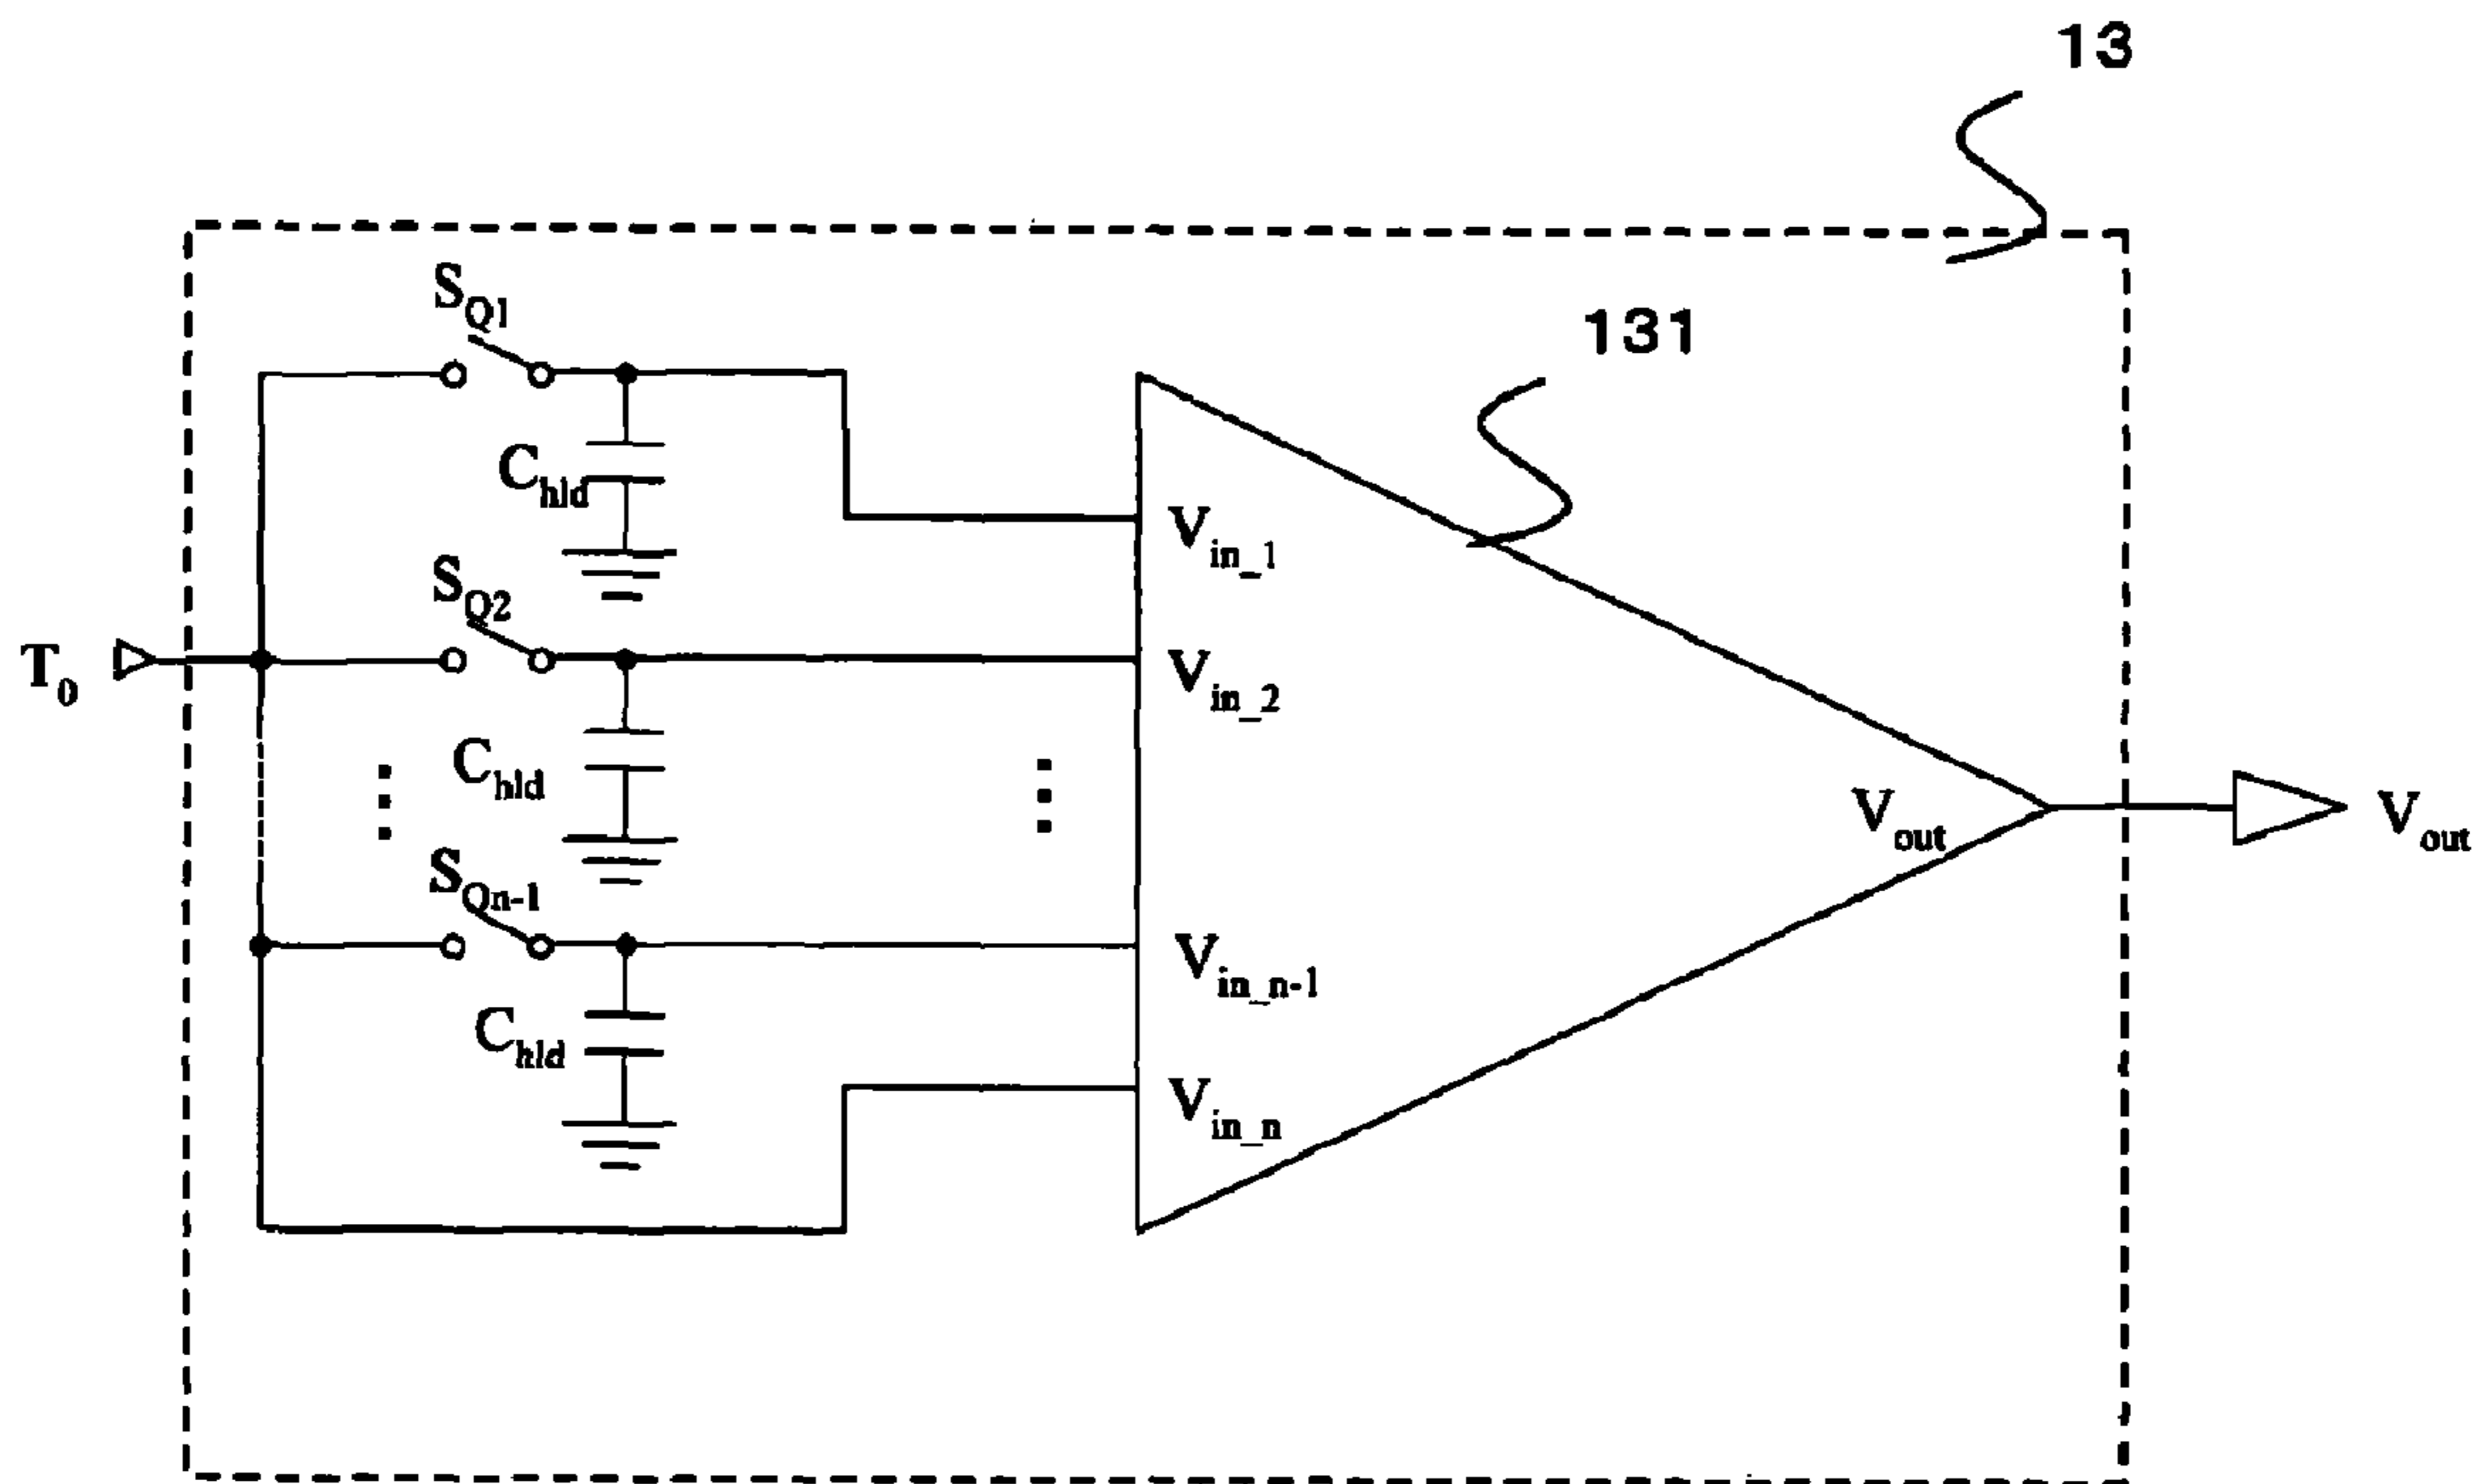 13
S_Q1
131
C_hld
V_in_1
S_Q2
T_0
V_in_2
C_hld
V_out
V_out
S_Qn-1
V_in_n-1
C_hld
V_in_n